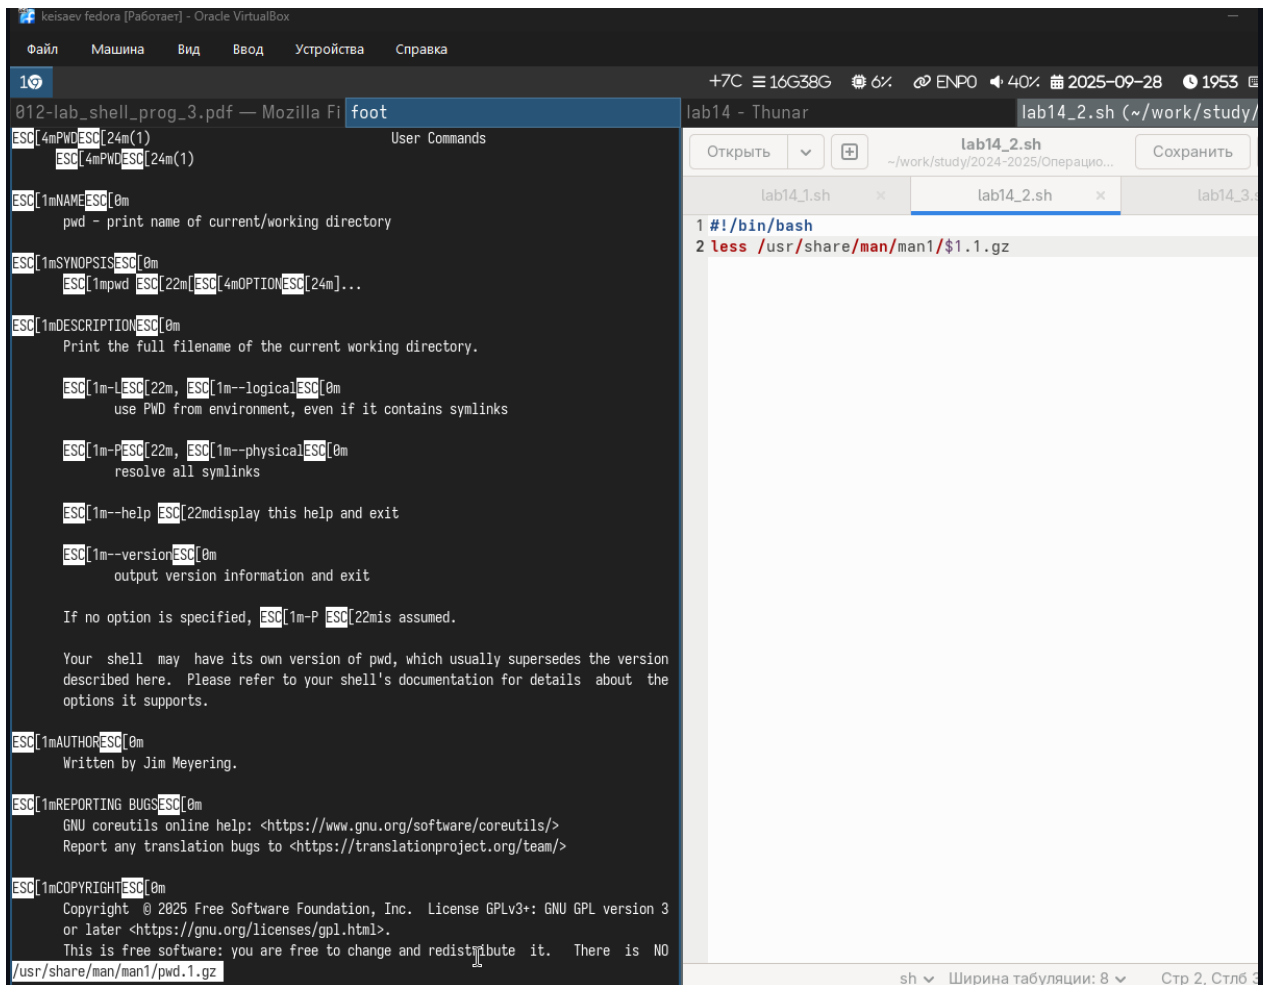 keisaev fedora [Работает] - Oracle VirtualBox
Файл Машина Вид Ввод Устройства Справка
1
+7C 16G38G 6% ENP0 40% 2025-09-28 1953
012-lab_shell_prog_3.pdf — Mozilla Fi foot lab14 - Thunar lab14_2.sh (~/work/study/
ESC[4mPWDESC[24m(1) User Commands
ESC[4mPWDESC[24m(1)
ESC[1mNAMEESC[0m
pwd - print name of current/working directory
ESC[1mSYNOPSISESC[0m
ESC[1mpwd ESC[22m[ESC[4mOPTIONESC[24m]...
ESC[1mDESCRIPTIONESC[0m
Print the full filename of the current working directory.
ESC[1m-LESC[22m, ESC[1m--logicalESC[0m
use PWD from environment, even if it contains symlinks
ESC[1m-PESC[22m, ESC[1m--physicalESC[0m
resolve all symlinks
ESC[1m--help ESC[22mdisplay this help and exit
ESC[1m--versionESC[0m
output version information and exit
If no option is specified, ESC[1m-P ESC[22mis assumed.
Your shell may have its own version of pwd, which usually supersedes the version
described here. Please refer to your shell's documentation for details about the
options it supports.
ESC[1mAUTHORESC[0m
Written by Jim Meyering.
ESC[1mREPORTING BUGSESC[0m
GNU coreutils online help: <https://www.gnu.org/software/coreutils/>
Report any translation bugs to <https://translationproject.org/team/>
ESC[1mCOPYRIGHTESC[0m
Copyright © 2025 Free Software Foundation, Inc. License GPLv3+: GNU GPL version 3
or later <https://gnu.org/licenses/gpl.html>.
This is free software: you are free to change and redistribute it. There is NO
/usr/share/man/man1/pwd.1.gz
Открыть
lab14_2.sh
~/work/study/2024-2025/Операцио...
Сохранить
lab14_1.sh lab14_2.sh lab14_3.s
1 #!/bin/bash
2 less /usr/share/man/man1/$1.1.gz
sh Ширина табуляции: 8 Стр 2, Стлб 3